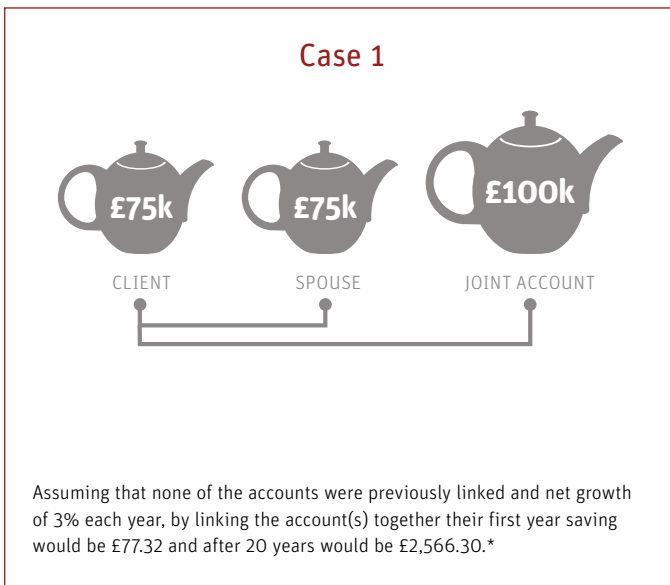 Case 1
£75k £75k £100k
CLIENT SPOUSE JOINT ACCOUNT
Assuming that none of the accounts were previously linked and net growth
of 3% each year, by linking the account(s) together their first year saving
would be £77.32 and after 20 years would be £2,566.30.*